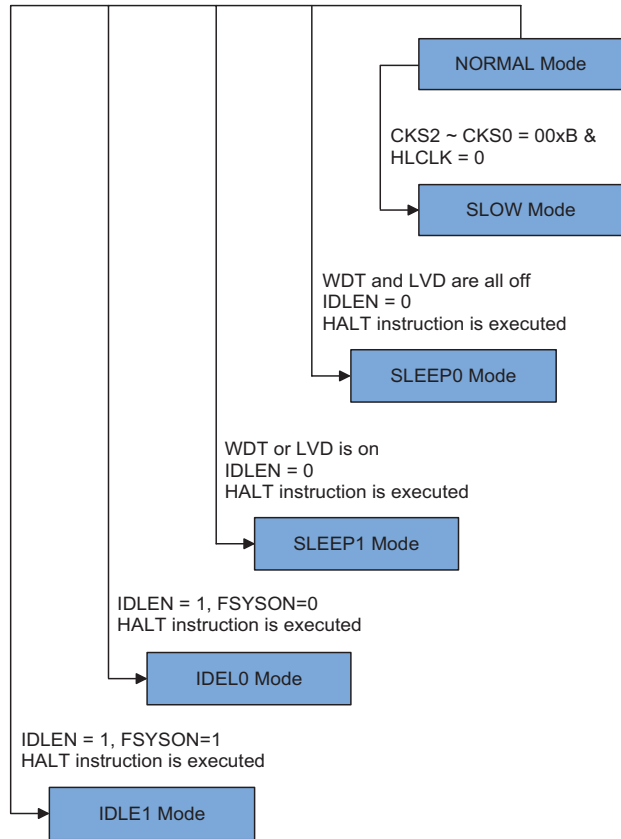 NORMAL Mode
CKS2 ~ CKS0 = 00xB &
HLCLK = 0
SLOW Mode
WDT and LVD are all off
IDLEN = 0
HALT instruction is executed
SLEEP0 Mode
WDT or LVD is on
IDLEN = 0
HALT instruction is executed
SLEEP1 Mode
IDLEN = 1, FSYSON=0
HALT instruction is executed
IDEL0 Mode
IDLEN = 1, FSYSON=1
HALT instruction is executed
IDLE1 Mode